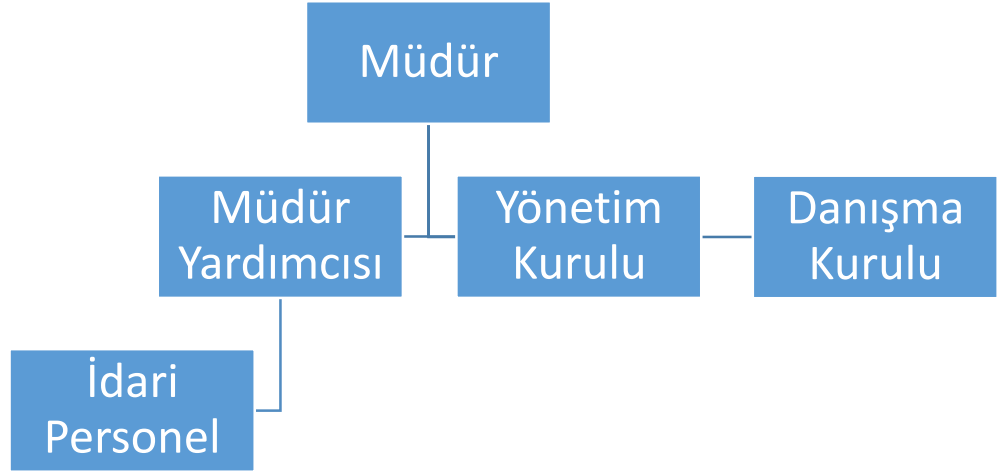 Müdür
Müdür
Yardımcısı
Yönetim
Kurulu
Danışma
Kurulu
İdari
Personel